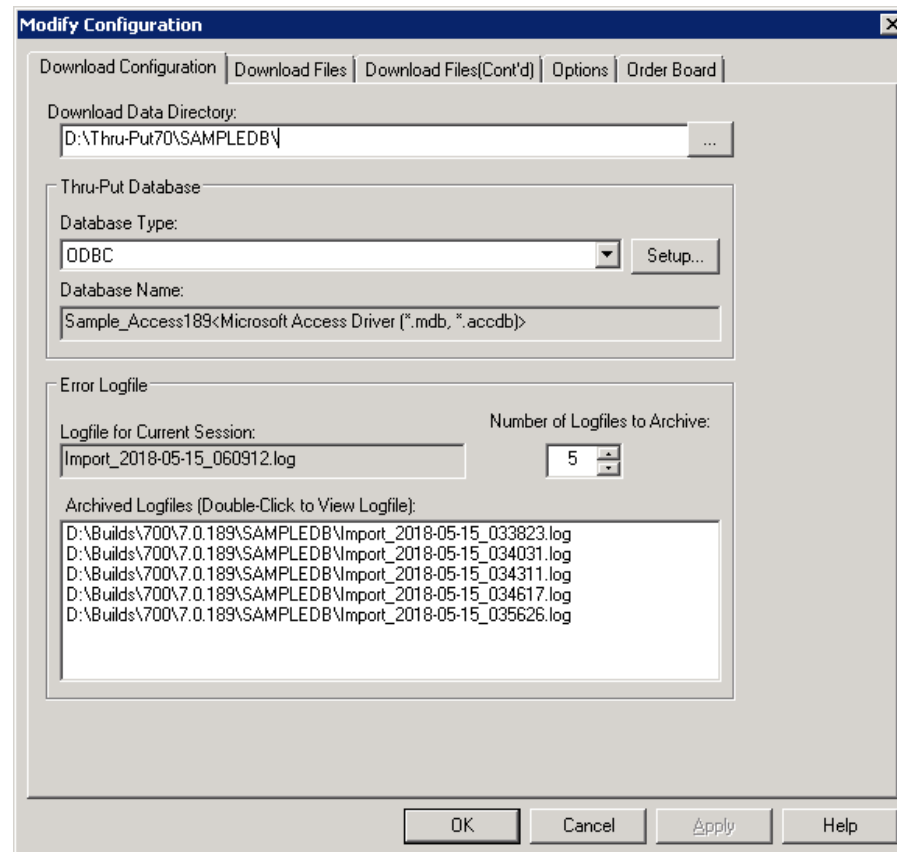 Modify Configuration
Download Configuration Download Files Download Files(Cont'd) Options Order Board
Download Data Directory:
D:\Thru-Put70\SAMPLEDB\
...
Thru-Put Database
Database Type:
ODBC
Setup...
Database Name:
Sample_Access189<Microsoft Access Driver (*.mdb, *.accdb)>
Error Logfile
Number of Logfiles to Archive:
Logfile for Current Session:
Import_2018-05-15_060912.log
5
Archived Logfiles (Double-Click to View Logfile):
D:\Builds\700\7.0.189\SAMPLEDB\Import_2018-05-15_033823.log
D:\Builds\700\7.0.189\SAMPLEDB\Import_2018-05-15_034031.log
D:\Builds\700\7.0.189\SAMPLEDB\Import_2018-05-15_034311.log
D:\Builds\700\7.0.189\SAMPLEDB\Import_2018-05-15_034617.log
D:\Builds\700\7.0.189\SAMPLEDB\Import_2018-05-15_035626.log
OK Cancel Apply Help